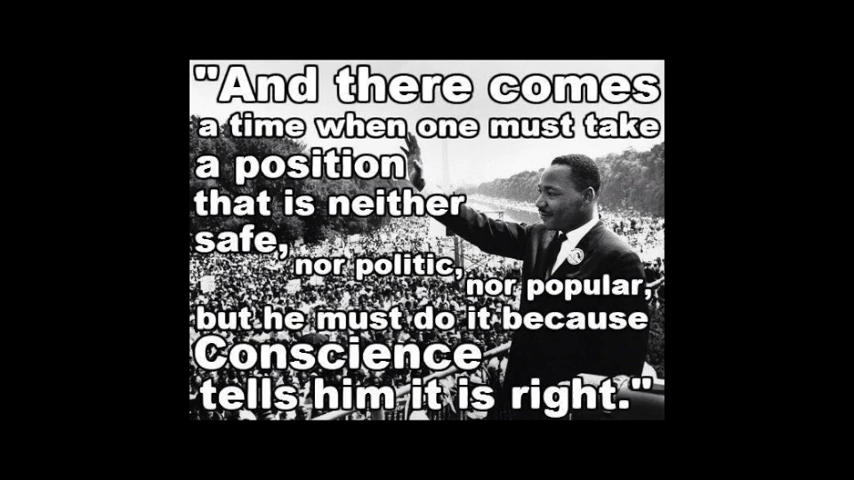 "And there comes
a time when one must take
a position
that is neither
safe,
nor politic,
nor popular,
but he must do it because
Conscience
tells him it is right."